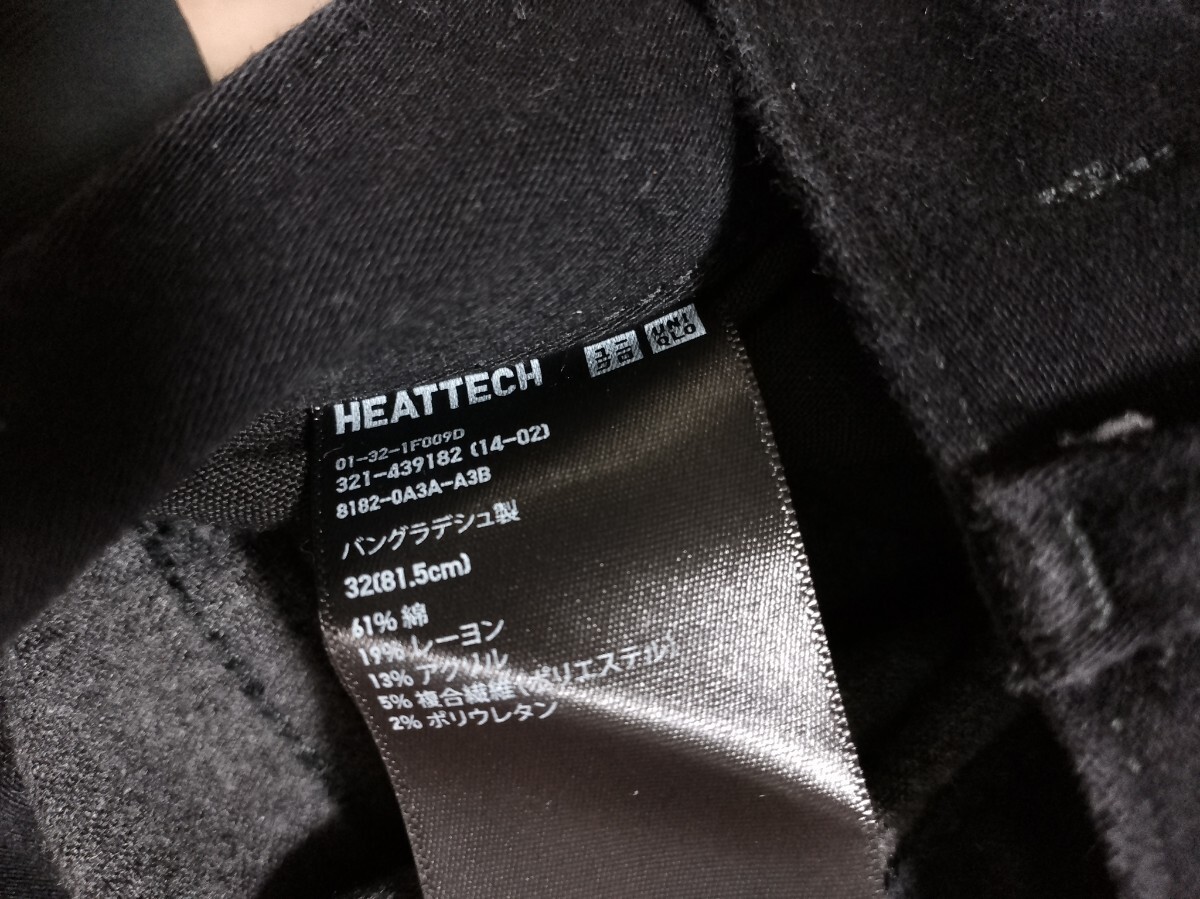 HEATTECH
ユニクロ
UNIQLO
01-32-1F009D
321-439182 (14-02)
8182-0A3A-A3B
バングラデシュ製
32(81.5cm)
61% 綿
19% レーヨン
13% アクリル
5% 複合繊維(ポリエステル)
2% ポリウレタン